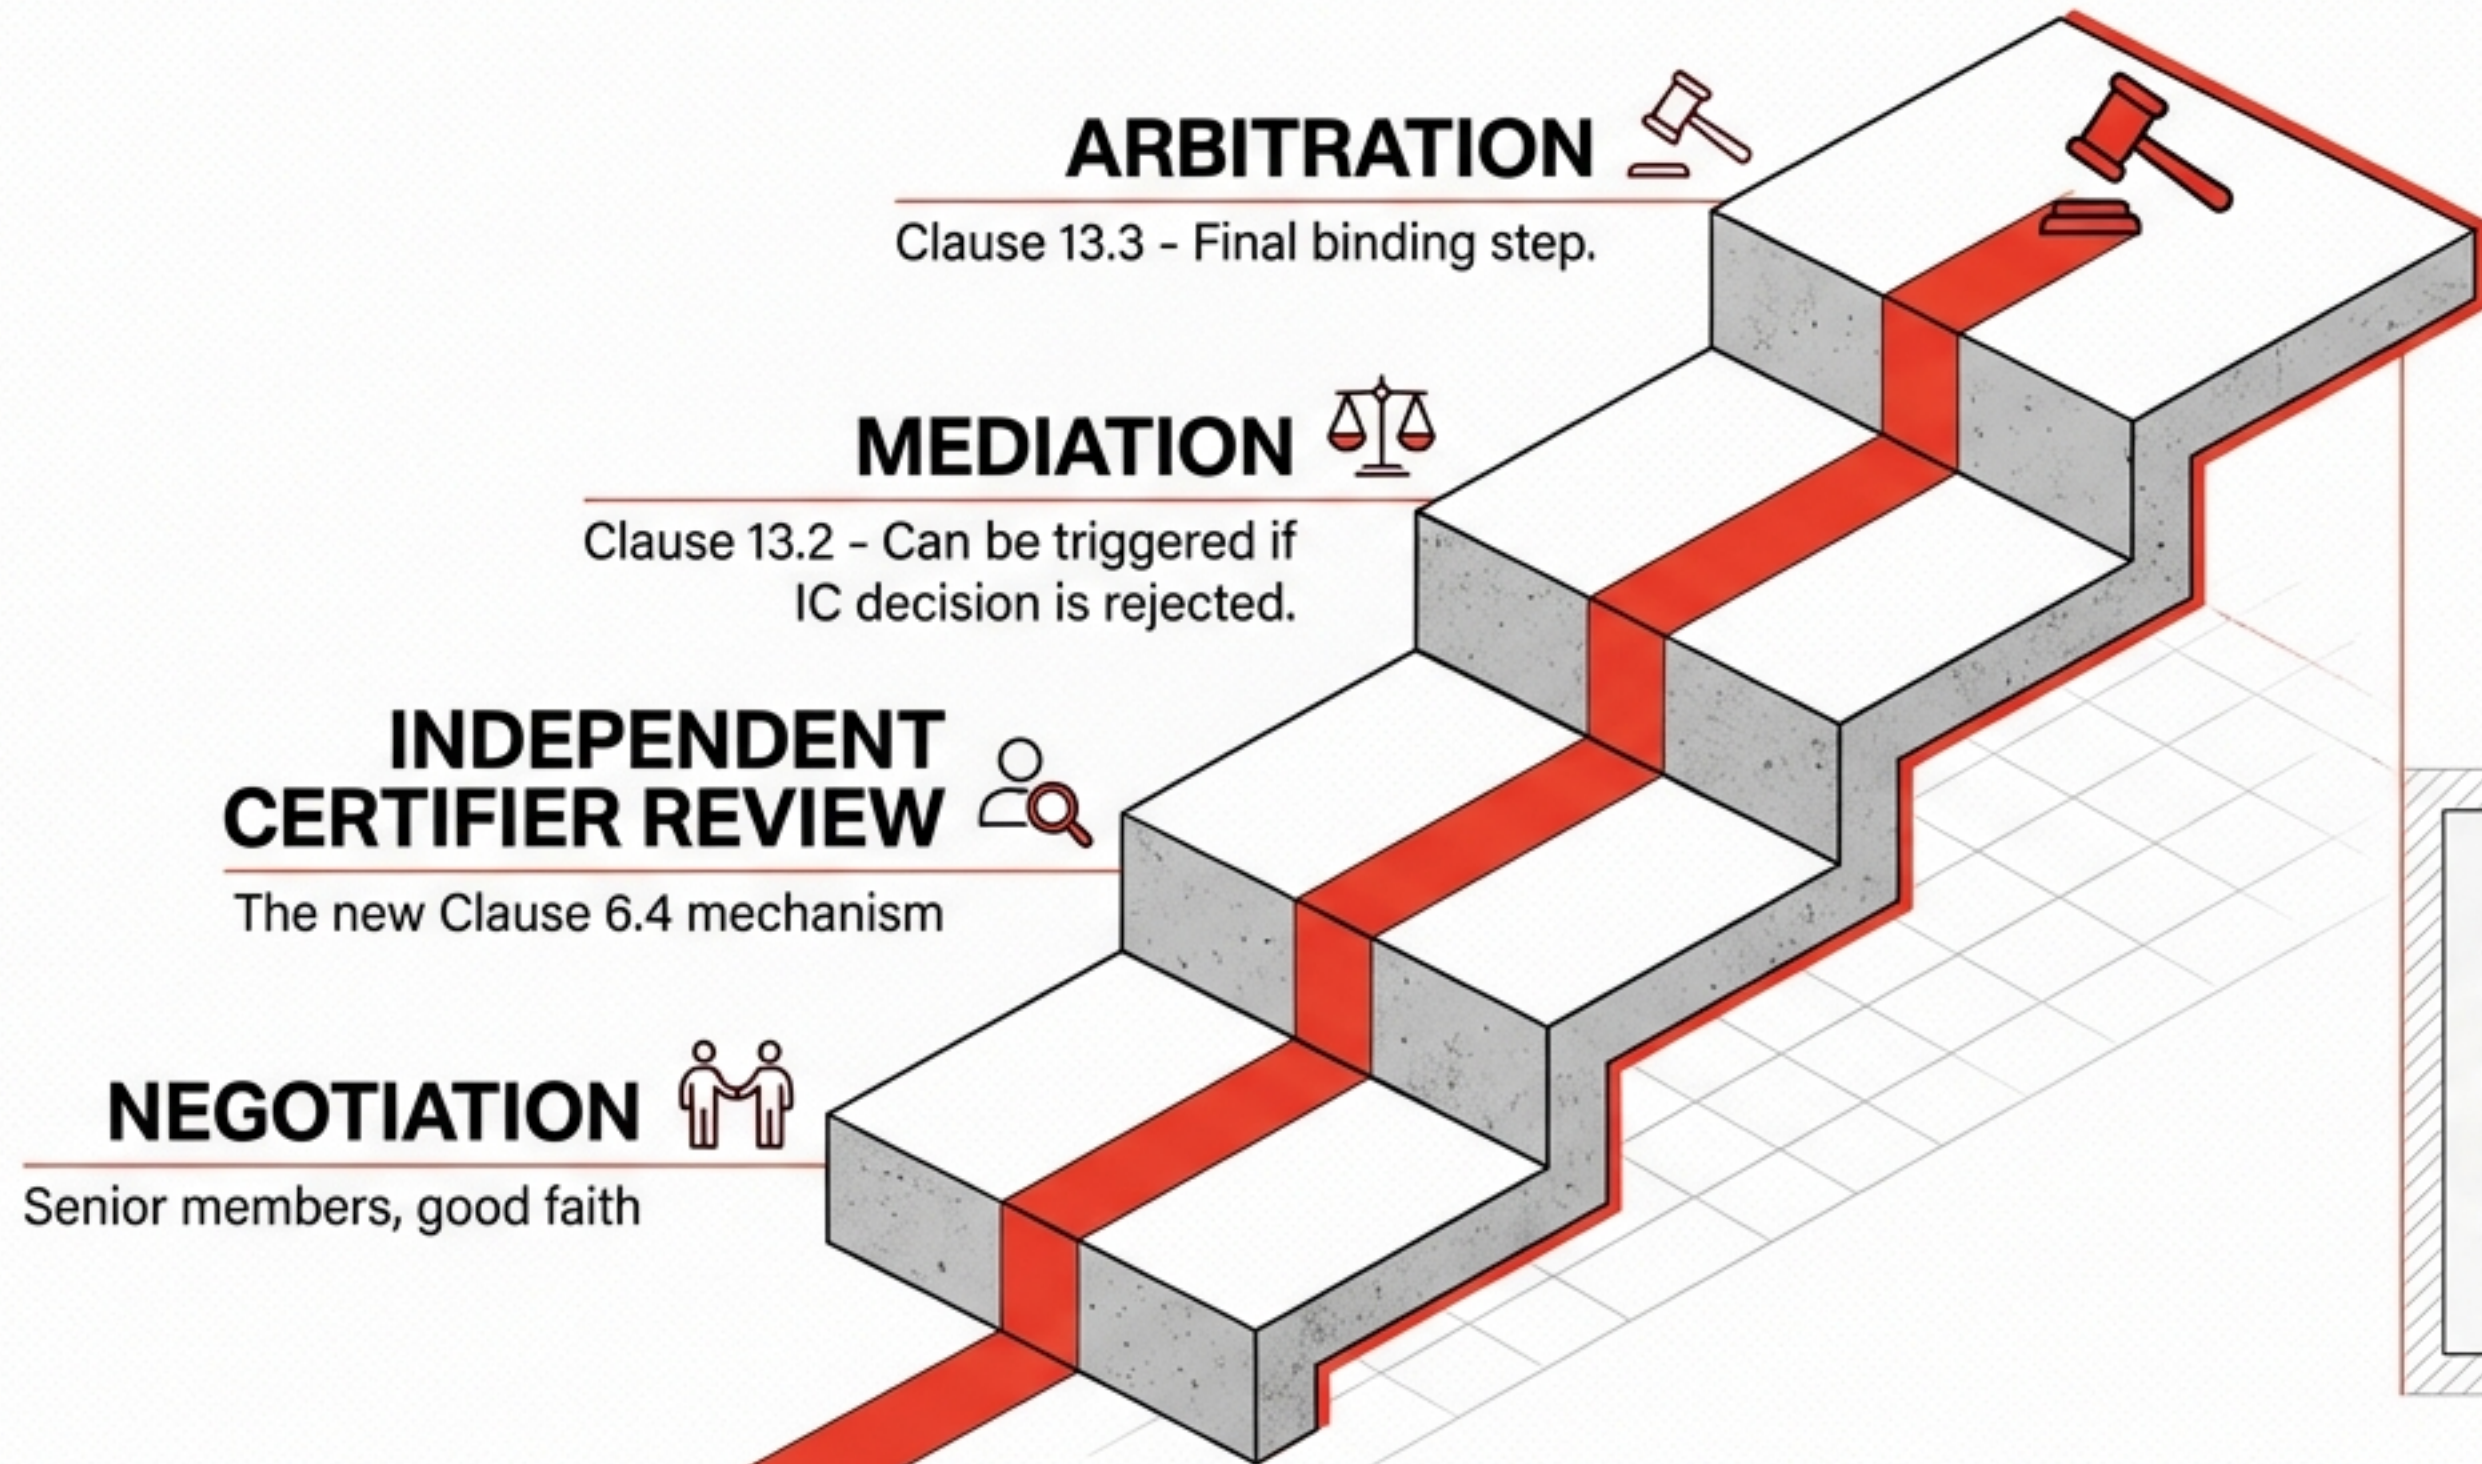 ARBITRATION
Clause 13.3 – Final binding step.
MEDIATION
Clause 13.2 – Can be triggered if
IC decision is rejected.
INDEPENDENT
CERTIFIER REVIEW
The new Clause 6.4 mechanism
NEGOTIATION
Senior members, good faith